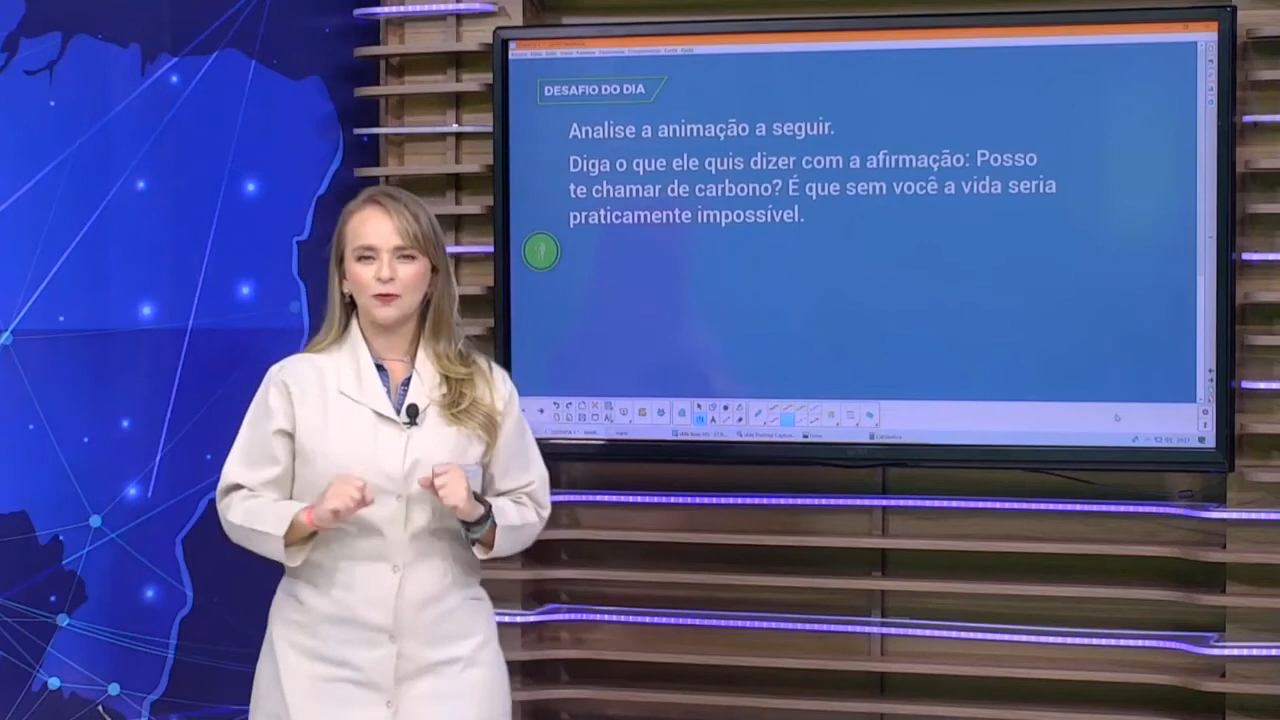 DESAFIO DO DIA
Analise a animação a seguir.
Diga o que ele quis dizer com a afirmação: Posso
te chamar de carbono? É que sem você a vida seria
praticamente impossível.